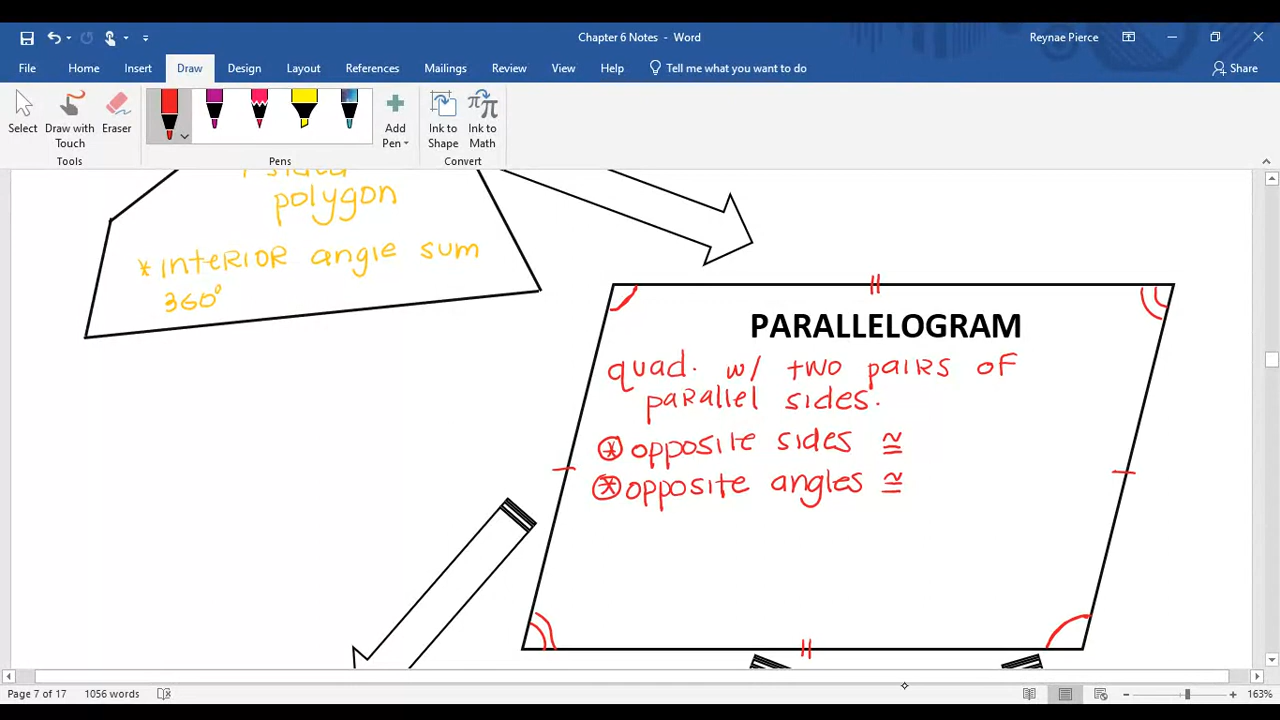 Chapter 6 Notes - Word
Reynae Pierce
File Home Insert Draw Design Layout References Mailings Review View Help Tell me what you want to do Share
Select
Draw with Touch
Eraser
Add Pen
Ink to Shape
Ink to Math
Tools
Pens
Convert
polygon
* INTERIOR angle sum
360°
PARALLELOGRAM
quad. w/ two pairs of
parallel sides.
* opposite sides ≅
* opposite angles ≅
Page 7 of 17 1056 words 163%